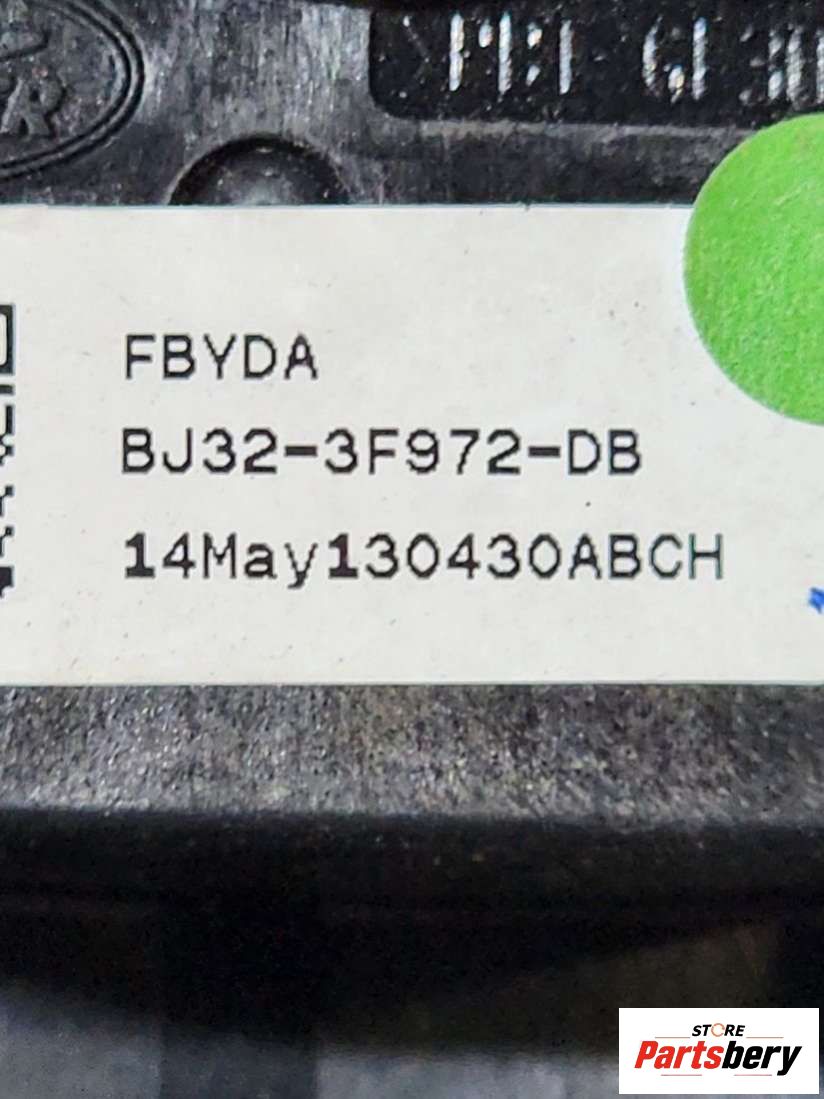 FBYDA
BJ32-3F972-DB
14May130430ABCH
STORE
Partsbery